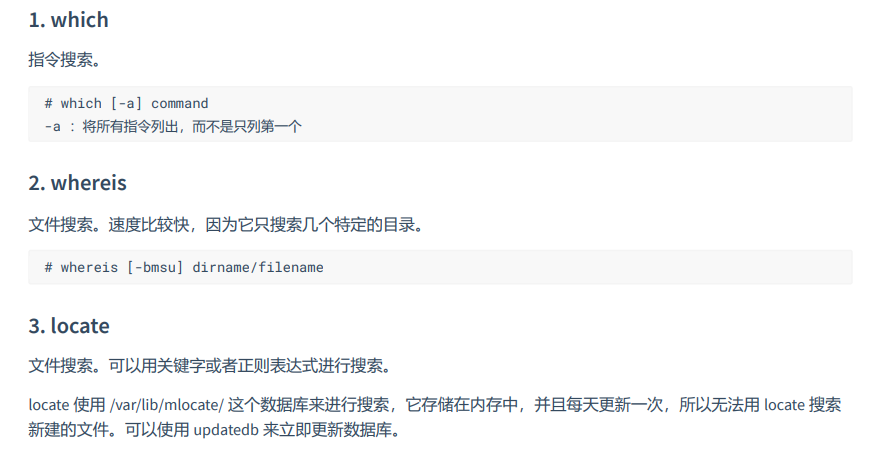 1. which
指令搜索。
# which [-a] command
-a ：将所有指令列出，而不是只列第一个
2. whereis
文件搜索。速度比较快，因为它只搜索几个特定的目录。
# whereis [-bmsu] dirname/filename
3. locate
文件搜索。可以用关键字或者正则表达式进行搜索。
locate 使用 /var/lib/mlocate/ 这个数据库来进行搜索，它存储在内存中，并且每天更新一次，所以无法用 locate 搜索
新建的文件。可以使用 updatedb 来立即更新数据库。